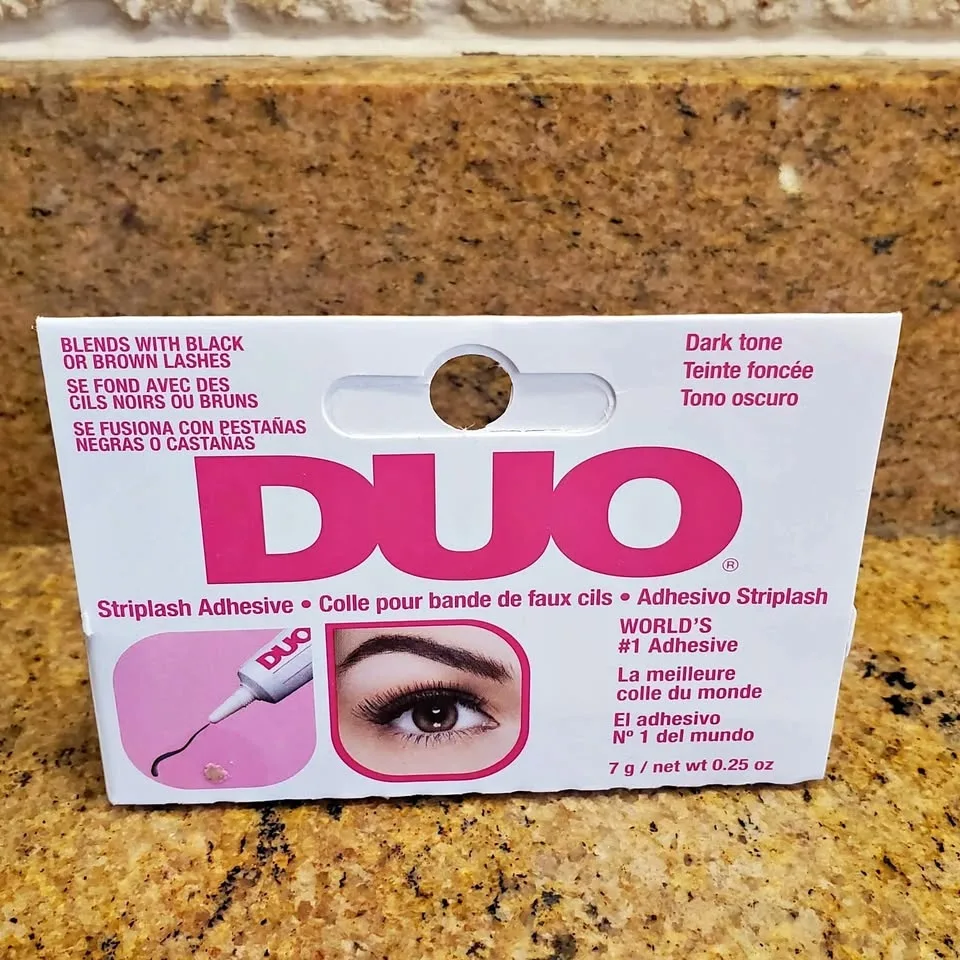 BLENDS WITH BLACK
OR BROWN LASHES
SE FOND AVEC DES
CILS NOIRS OU BRUNS
SE FUSIONA CON PESTAÑAS
NEGRAS O CASTAÑAS
Dark tone
Teinte foncée
Tono oscuro
DUO®
Striplash Adhesive • Colle pour bande de faux cils • Adhesivo Striplash
DUO
WORLD'S
#1 Adhesive
La meilleure
colle du monde
El adhesivo
Nº 1 del mundo
7 g / net wt 0.25 oz